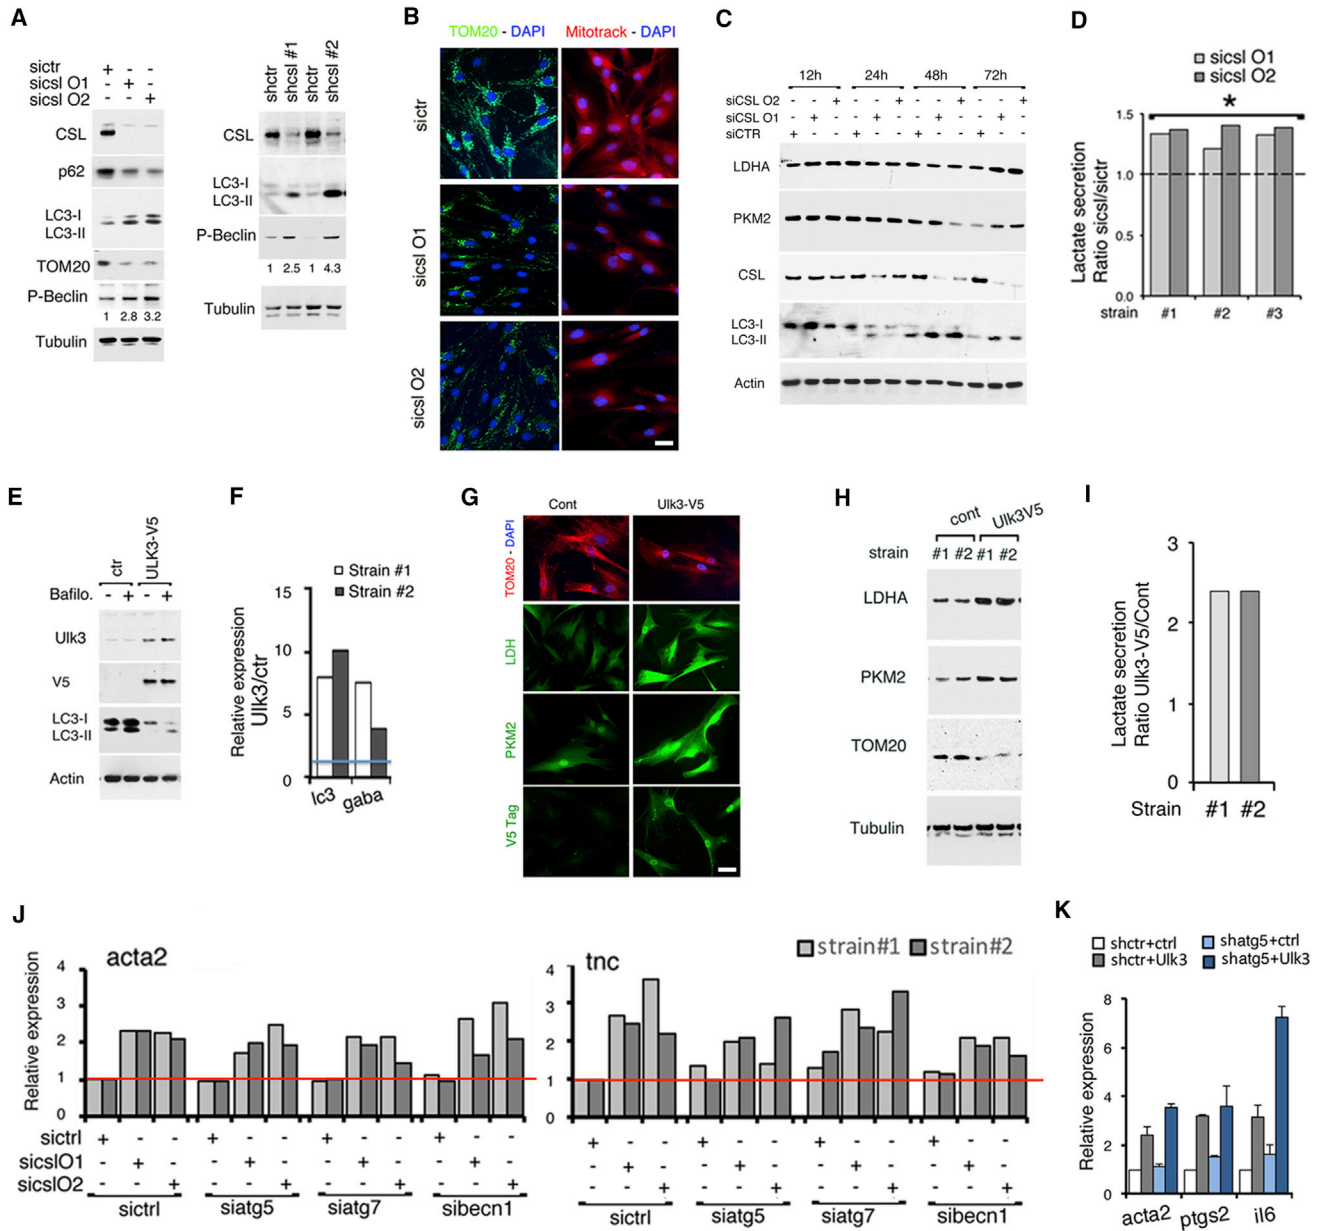 A
sictr + - -
sicsl O1 - + -
sicsl O2 - - +
CSL
p62
LC3-I
LC3-II
TOM20
P-Beclin
1 2.8 3.2
Tubulin
shctr
shcsl #1
shctr
shcsl #2
CSL
LC3-I
LC3-II
P-Beclin
1 2.5 1 4.3
Tubulin
B
TOM20 - DAPI
Mitotrack - DAPI
sictr
sicsl O1
sicsl O2
C
12h 24h 48h 72h
siCSL O2 - - + - - + - - + - - +
siCSL O1 - + - - + - - + - - + -
siCTR + - - + - - + - - + - -
LDHA
PKM2
CSL
LC3-I
LC3-II
Actin
D
sicsl O1
sicsl O2
*
Lactate secretion
Ratio sicsl/sictr
1.5
1.0
0.5
0.0
strain #1 #2 #3
E
ctr
ULK3-V5
Bafilo. - + - +
Ulk3
V5
LC3-I
LC3-II
Actin
F
Strain #1
Strain #2
Relative expression
Ulk3/ctr
15
10
5
0
lc3 gaba
G
Cont Ulk3-V5
TOM20 - DAPI
LDH
PKM2
V5 Tag
H
cont Ulk3V5
strain #1 #2 #1 #2
LDHA
PKM2
TOM20
Tubulin
I
Lactate secretion
Ratio Ulk3-V5/Cont
3
2
1
0
Strain #1 #2
J
acta2
Relative expression
4
3
2
1
0
sictrl + - - + - - + - - + - -
sicslO1 - + - - + - - + - - + -
sicslO2 - - + - - + - - + - - +
sictrl siatg5 siatg7 sibecn1
tnc
strain#1 strain#2
4
3
2
1
0
+ - - + - - + - - + - -
- + - - + - - + - - + -
- - + - - + - - + - - +
sictrl siatg5 siatg7 sibecn1
K
shctr+ctrl shatg5+ctrl
shctr+Ulk3 shatg5+Ulk3
Relative expression
8
6
4
2
0
acta2 ptgs2 il6